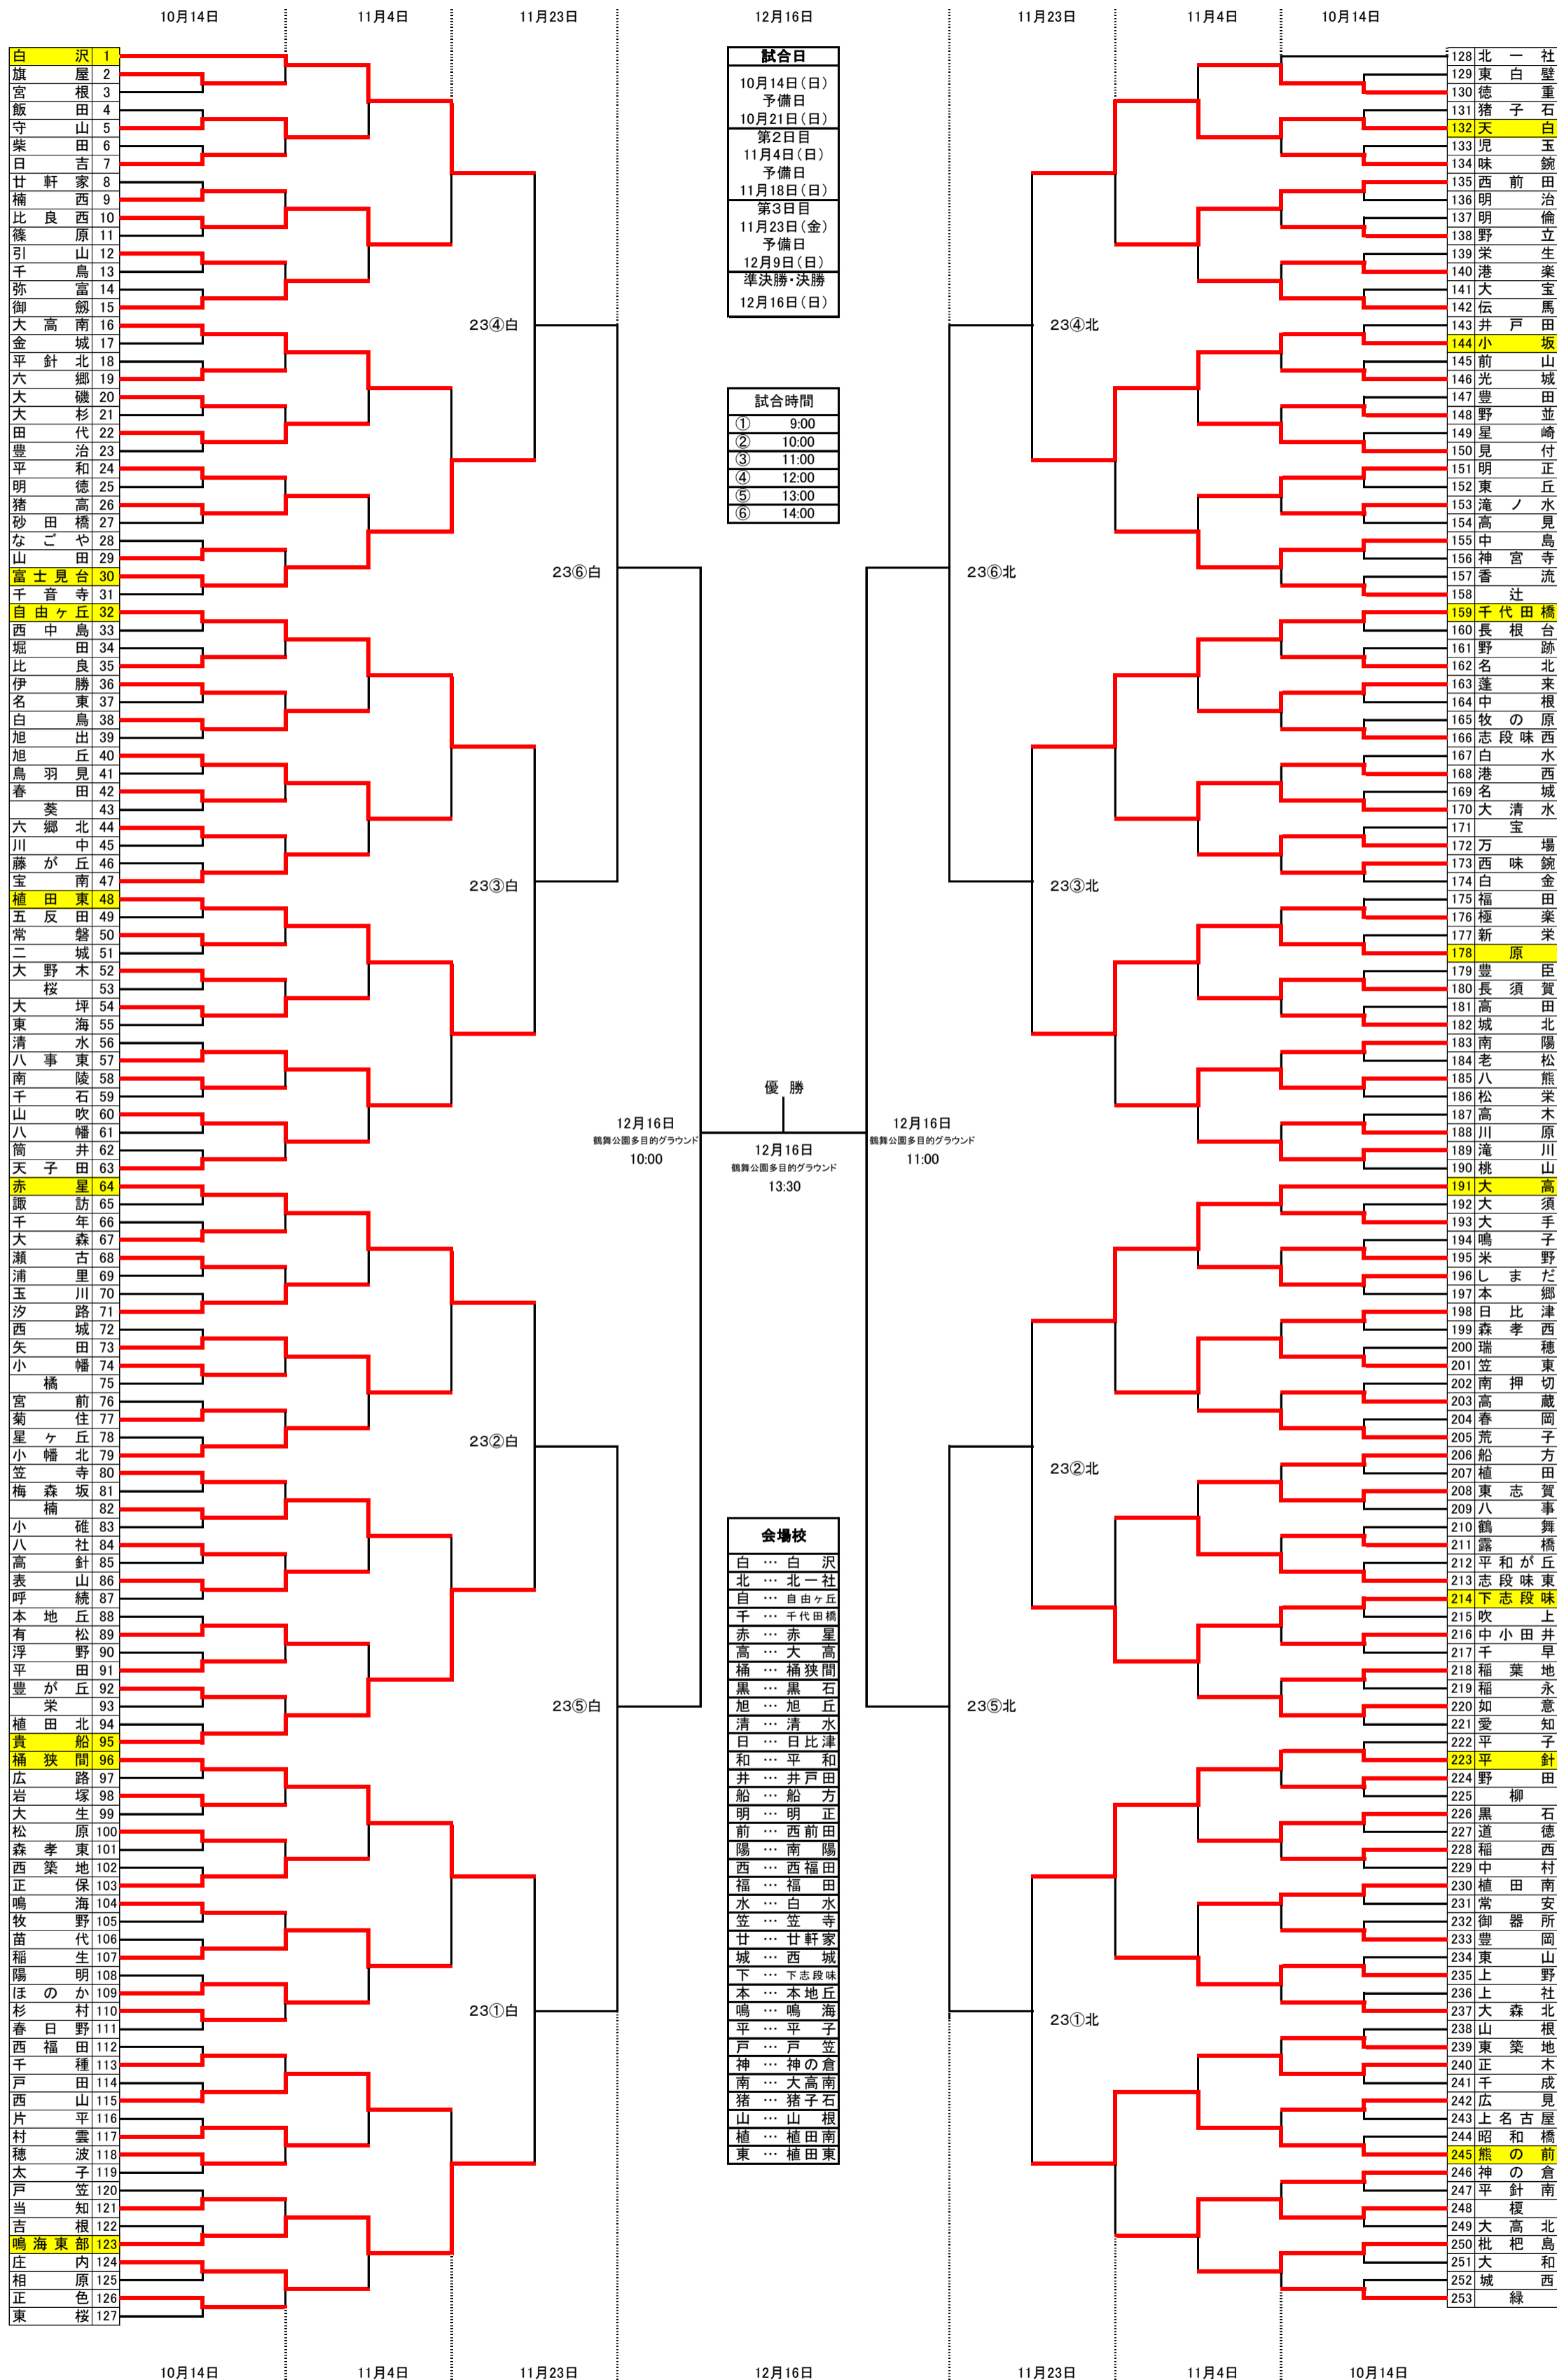 10月14日 11月4日 11月23日 12月16日 11月23日 11月4日 10月14日
白沢 1
旗屋 2
宮根 3
飯田 4
守山 5
柴田 6
日吉 7
廿軒家 8
楠西 9
比良西 10
篠原 11
引山 12
千鳥 13
弥富 14
御劔 15
大高南 16
金城 17
平針北 18
六郷 19
大磯 20
大杉 21
田代 22
豊治 23
平和 24
明徳 25
猪高 26
砂田橋 27
なごや 28
山田 29
富士見台 30
千音寺 31
自由ヶ丘 32
西中島 33
堀田 34
比良 35
伊勝 36
名東 37
白鳥 38
旭出 39
旭丘 40
鳥羽見 41
春田 42
葵 43
六郷北 44
川中 45
藤が丘 46
宝南 47
植田東 48
五反田 49
常磐 50
二城 51
大野木 52
桜 53
大坪 54
東海 55
清水 56
八事東 57
南陵 58
千石 59
山吹 60
八幡 61
筒井 62
天子田 63
赤星 64
諏訪 65
千年 66
大森 67
瀬古 68
浦里 69
玉川 70
汐路 71
西城 72
矢田 73
小幡 74
橘 75
宮前 76
菊住 77
星ヶ丘 78
小幡北 79
笠寺 80
梅森坂 81
楠 82
小碓 83
八社 84
高針 85
表山 86
呼続 87
本地丘 88
有松 89
浮野 90
平田 91
豊が丘 92
栄 93
植田北 94
貴船 95
桶狭間 96
広路 97
岩塚 98
大生 99
松原 100
森孝東 101
西築地 102
正保 103
鳴海 104
牧野 105
苗代 106
稲生 107
陽明 108
ほのか 109
杉村 110
春日野 111
西福田 112
千種 113
戸田 114
西山 115
片平 116
村雲 117
穂波 118
太子 119
戸笠 120
当知 121
吉根 122
鳴海東部 123
庄内 124
相原 125
正色 126
東桜 127
23④白
23⑥白
23③白
23②白
23⑤白
23①白
12月16日
鶴舞公園多目的グラウンド
10:00
試合日
10月14日(日)
予備日
10月21日(日)
第2日目
11月4日(日)
予備日
11月18日(日)
第3日目
11月23日(金)
予備日
12月9日(日)
準決勝・決勝
12月16日(日)
試合時間
① 9:00
② 10:00
③ 11:00
④ 12:00
⑤ 13:00
⑥ 14:00
優勝
12月16日
鶴舞公園多目的グラウンド
13:30
会場校
白 … 白沢
北 … 北一社
自 … 自由ヶ丘
千 … 千代田橋
赤 … 赤星
高 … 大高
桶 … 桶狭間
黒 … 黒石
旭 … 旭丘
清 … 清水
日 … 日比津
和 … 平和
井 … 井戸田
船 … 船方
明 … 明正
前 … 西前田
陽 … 南陽
西 … 西福田
福 … 福田
水 … 白水
笠 … 笠寺
廿 … 廿軒家
城 … 西城
下 … 下志段味
本 … 本地丘
鳴 … 鳴海
平 … 平子
戸 … 戸笠
神 … 神の倉
南 … 大高南
猪 … 猪子石
山 … 山根
植 … 植田南
東 … 植田東
12月16日
鶴舞公園多目的グラウンド
11:00
23④北
23⑥北
23③北
23②北
23⑤北
23①北
128 北一社
129 東白壁
130 徳重
131 猪子石
132 天白
133 児玉
134 味鋺
135 西前田
136 明治
137 明倫
138 野立
139 栄生
140 港楽
141 大宝
142 伝馬
143 井戸田
144 小坂
145 前山
146 光城
147 豊田
148 野並
149 星崎
150 見付
151 明正
152 東丘
153 滝ノ水
154 高見
155 中島
156 神宮寺
157 香流
158 辻
159 千代田橋
160 長根台
161 野跡
162 名北
163 蓬来
164 中根
165 牧の原
166 志段味西
167 白水
168 港西
169 名城
170 大清水
171 宝
172 万場
173 西味鋺
174 白金
175 福田
176 極楽
177 新栄
178 原
179 豊臣
180 長須賀
181 高田
182 城北
183 南陽
184 老松
185 八熊
186 松栄
187 高木
188 川原
189 滝川
190 桃山
191 大高
192 大須
193 大手
194 鳴子
195 米野
196 しまだ
197 本郷
198 日比津
199 森孝西
200 瑞穂
201 笠東
202 南押切
203 高蔵
204 春岡
205 荒子
206 船方
207 植田
208 東志賀
209 八事
210 鶴舞
211 露橋
212 平和が丘
213 志段味東
214 下志段味
215 吹上
216 中小田井
217 千早
218 稲葉地
219 稲永
220 如意
221 愛知
222 平子
223 平針
224 野田
225 柳
226 黒石
227 道徳
228 稲西
229 中村
230 植田南
231 常安
232 御器所
233 豊岡
234 東山
235 上野
236 上社
237 大森北
238 山根
239 東築地
240 正木
241 千成
242 広見
243 上名古屋
244 昭和橋
245 熊の前
246 神の倉
247 平針南
248 榎
249 大高北
250 枇杷島
251 大和
252 城西
253 緑
10月14日 11月4日 11月23日 12月16日 11月23日 11月4日 10月14日